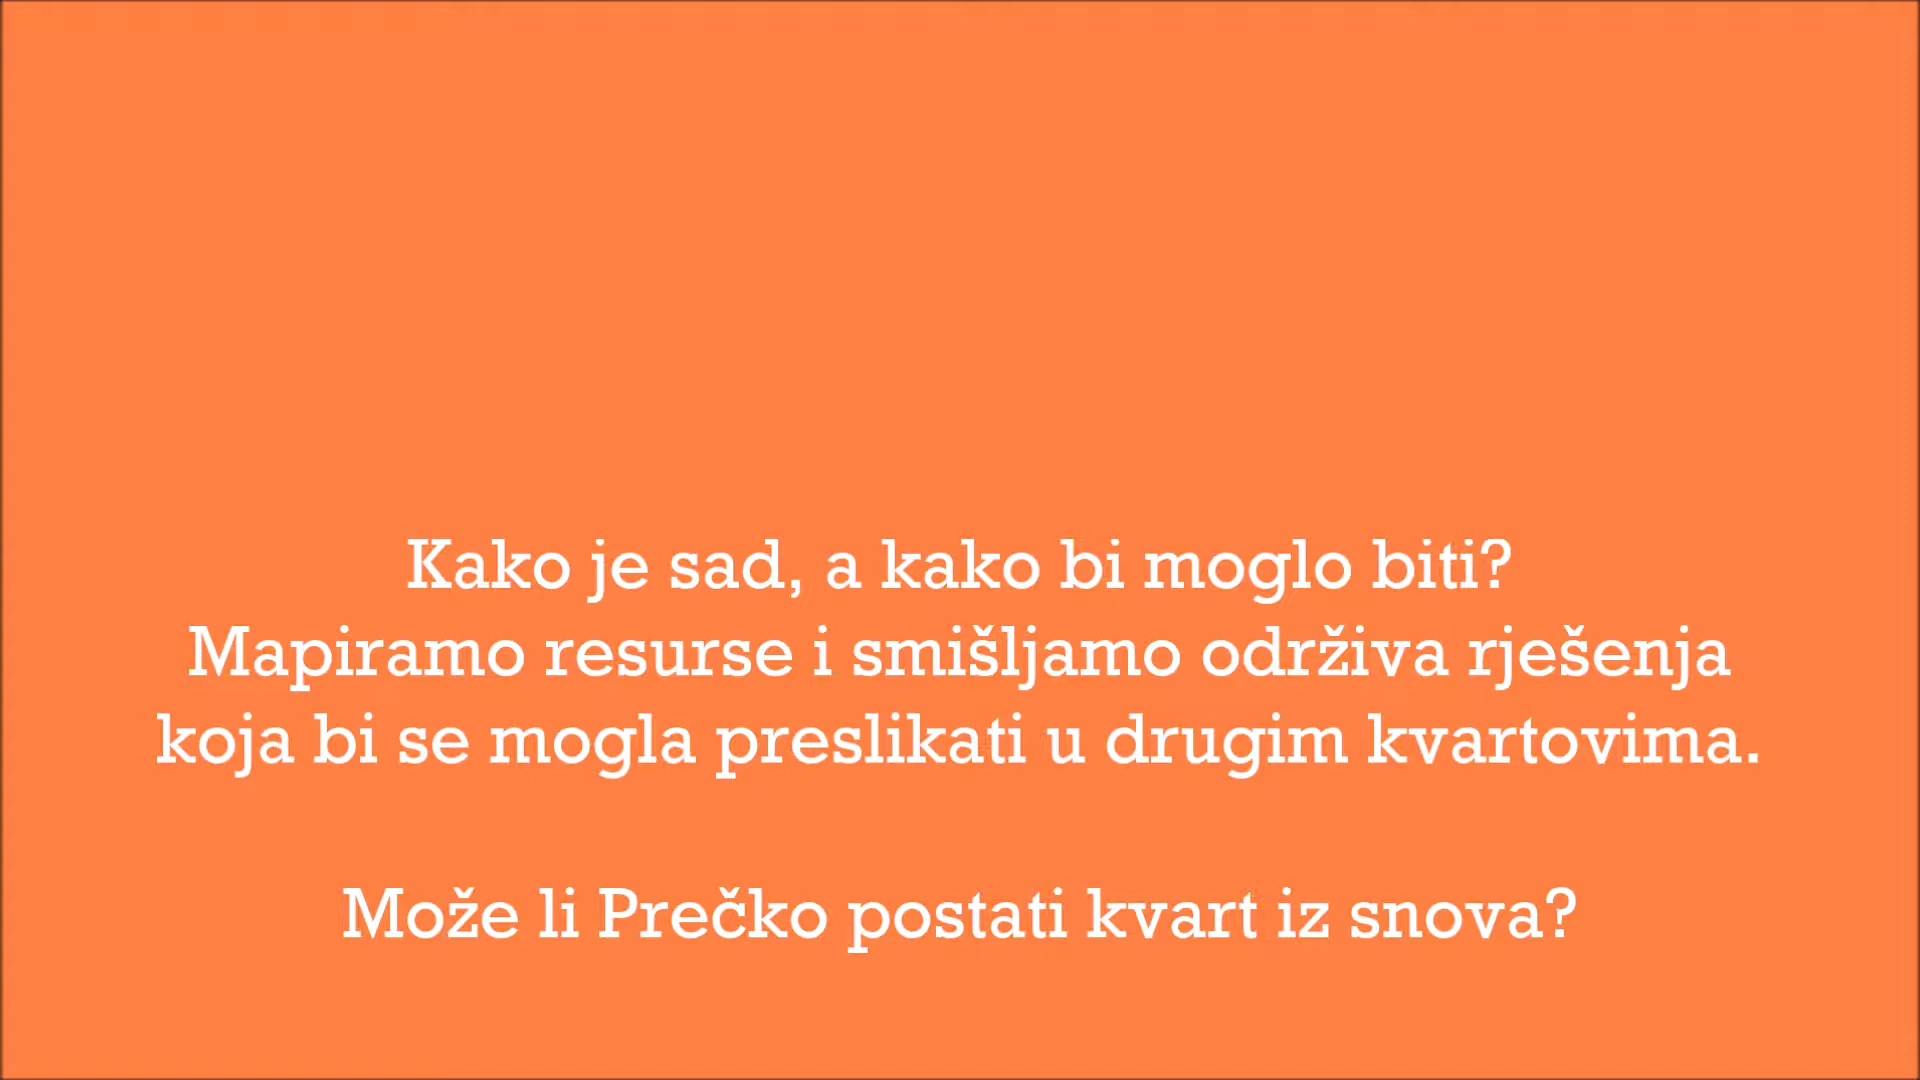 Kako je sad, a kako bi moglo biti?
Mapiramo resurse i smišljamo održiva rješenja
koja bi se mogla preslikati u drugim kvartovima.
Može li Prečko postati kvart iz snova?